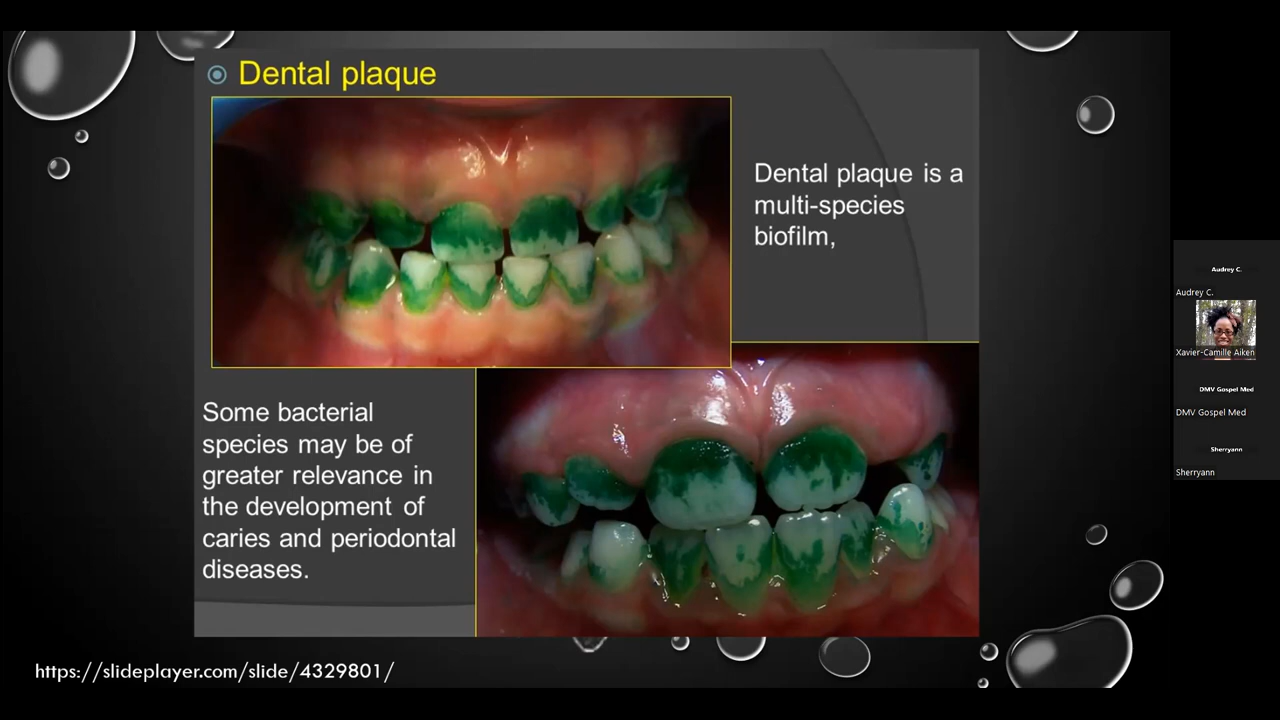 Dental plaque
Dental plaque is a
multi-species
biofilm,
Some bacterial
species may be of
greater relevance in
the development of
caries and periodontal
diseases.
https://slideplayer.com/slide/4329801/
Audrey C.
Audrey C.
Xavier-Camille Aiken
DMV Gospel Med
DMV Gospel Med
Sherryann
Sherryann